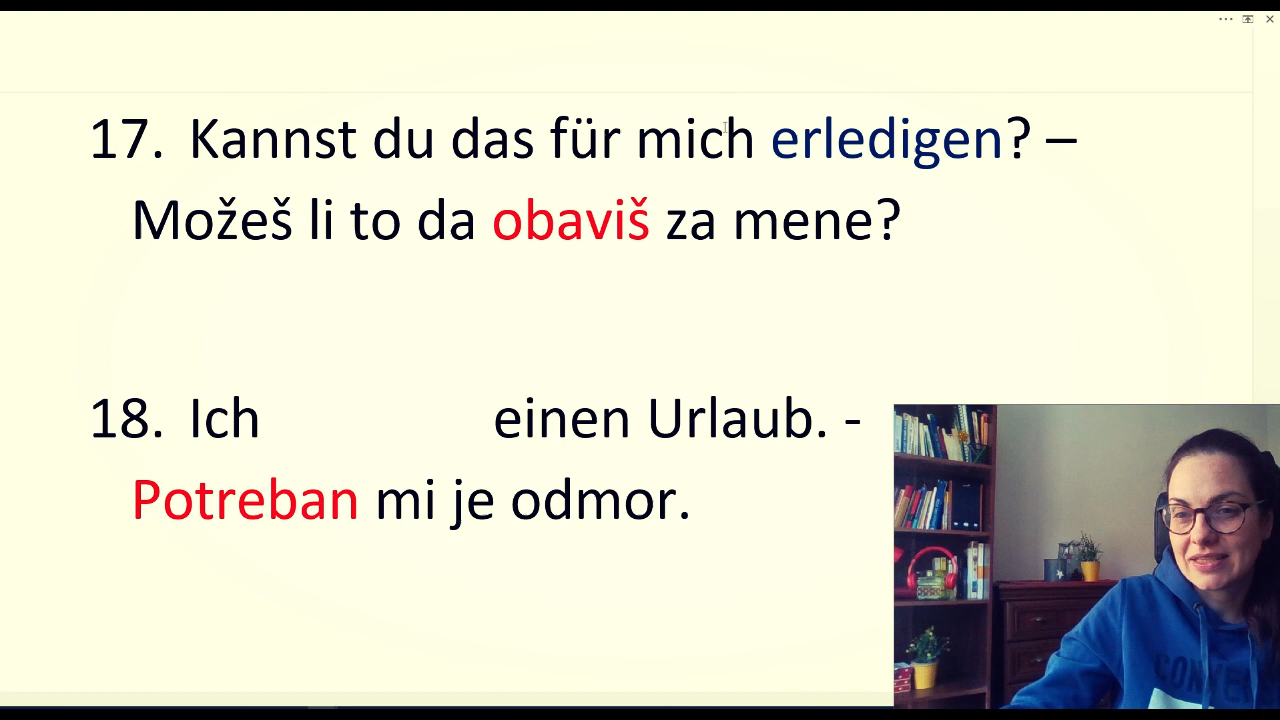 17. Kannst du das für mich erledigen? –
Možeš li to da obaviš za mene?
18. Ich einen Urlaub. -
Potreban mi je odmor.